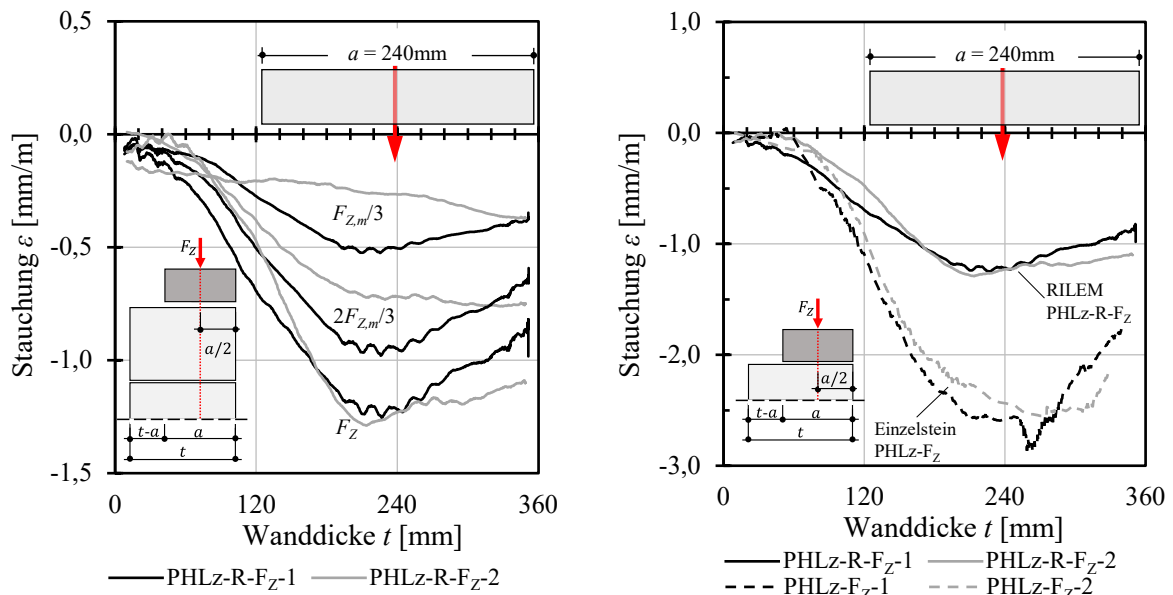 0,5
0,0
-0,5
-1,0
-1,5
Stauchung ε [mm/m]
a = 240mm
F_Z,m/3
2F_Z,m/3
F_Z
F_Z
a/2
t-a a
t
0 120 240 360
Wanddicke t [mm]
PHLz-R-F_Z-1 PHLz-R-F_Z-2
1,0
0,0
-1,0
-2,0
-3,0
Stauchung ε [mm/m]
a = 240mm
RILEM
PHLz-R-F_Z
Einzelstein
PHLz-F_Z
F_Z
a/2
t-a a
t
0 120 240 360
Wanddicke t [mm]
PHLz-R-F_Z-1 PHLz-R-F_Z-2
PHLz-F_Z-1 PHLz-F_Z-2